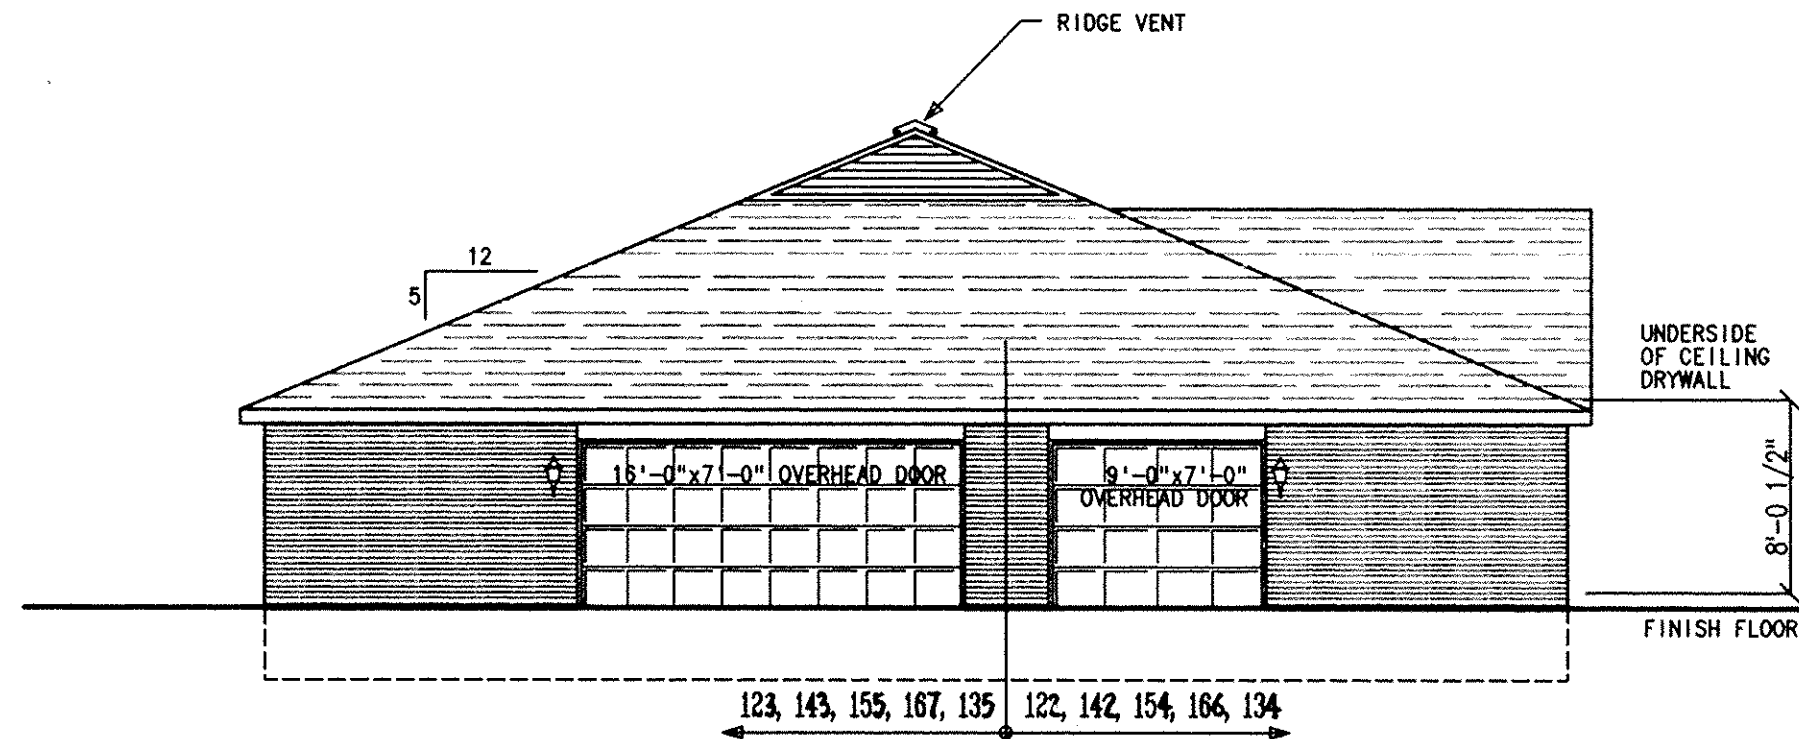 RIDGE VENT
12
5
UNDERSIDE
OF CEILING
DRYWALL
16'-0"x7'-0" OVERHEAD DOOR
9'-0"x7'-0"
OVERHEAD DOOR
8'-0 1/2"
FINISH FLOOR
123, 143, 155, 167, 135 122, 142, 154, 166, 134